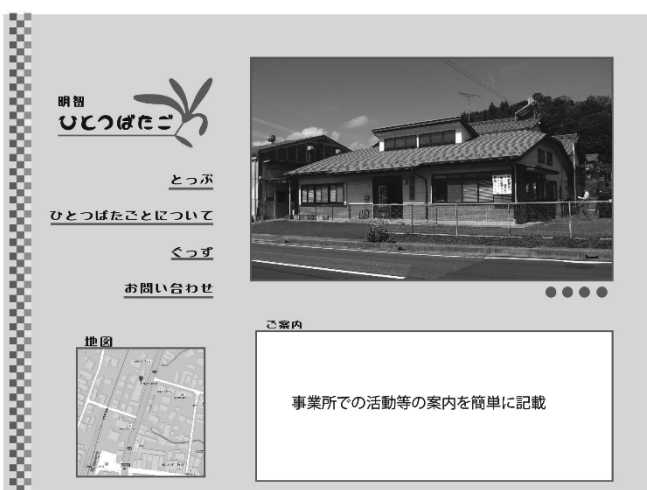 明智
ひとつばたご
とっぷ
ひとつばたごとについて
ぐっず
お問い合わせ
地図
ご案内
事業所での活動等の案内を簡単に記載